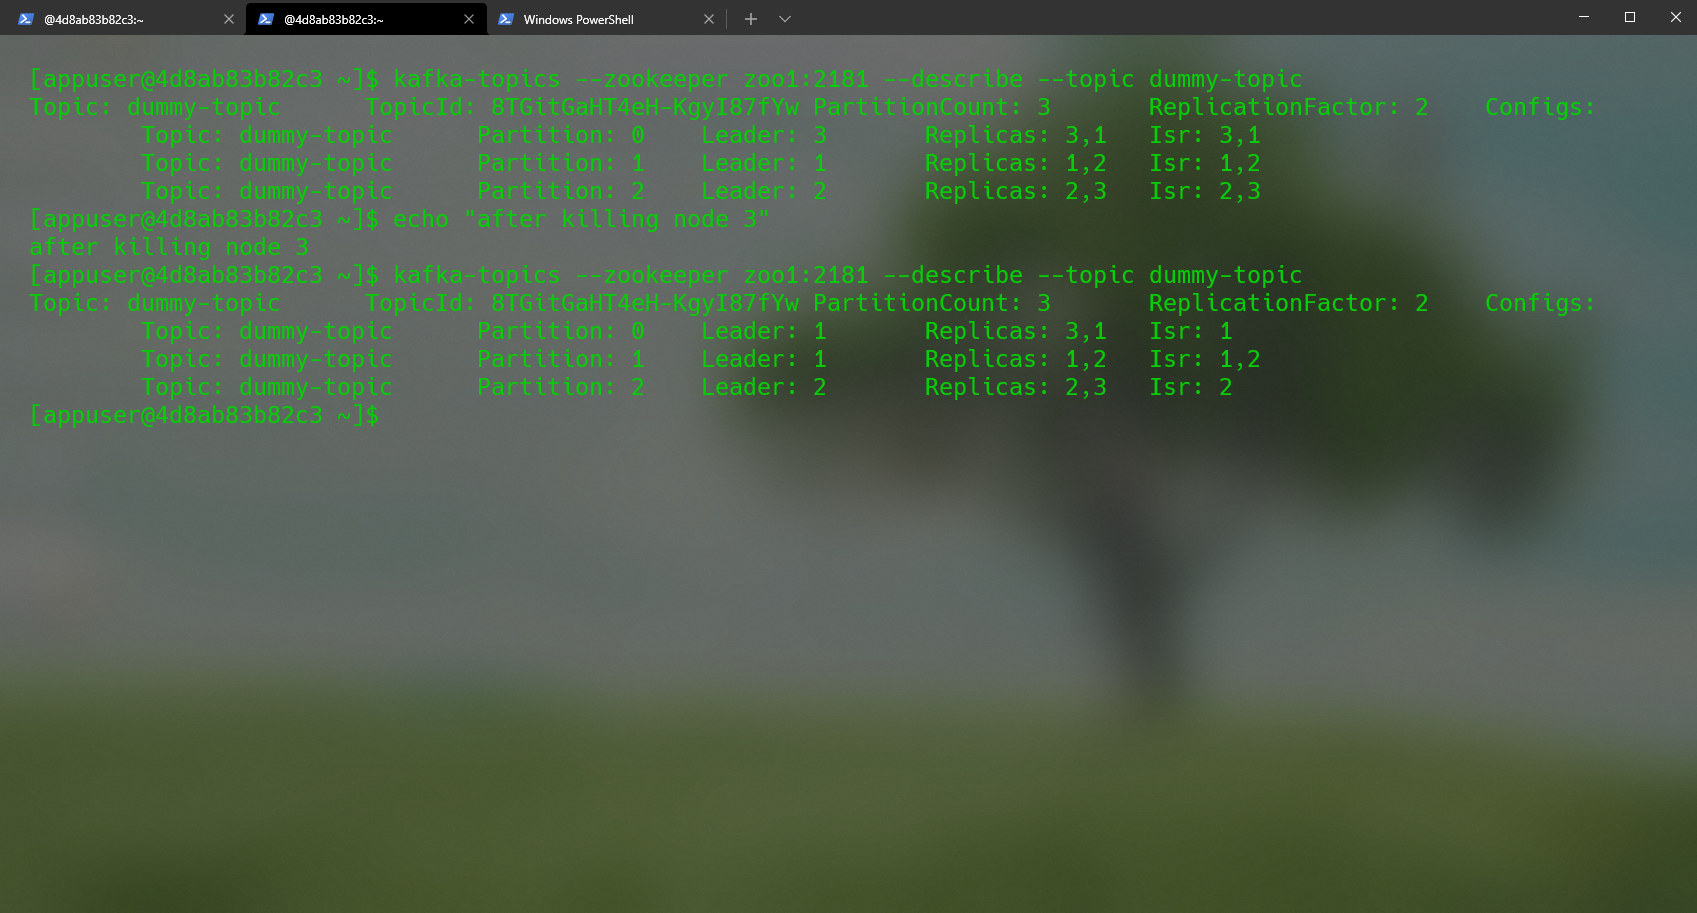 @4d8ab83b82c3:~ @4d8ab83b82c3:~ Windows PowerShell
[appuser@4d8ab83b82c3 ~]$ kafka-topics --zookeeper zoo1:2181 --describe --topic dummy-topic
Topic: dummy-topic TopicId: 8TGitGaHT4eH-KgyI87fYw PartitionCount: 3 ReplicationFactor: 2 Configs:
Topic: dummy-topic Partition: 0 Leader: 3 Replicas: 3,1 Isr: 3,1
Topic: dummy-topic Partition: 1 Leader: 1 Replicas: 1,2 Isr: 1,2
Topic: dummy-topic Partition: 2 Leader: 2 Replicas: 2,3 Isr: 2,3
[appuser@4d8ab83b82c3 ~]$ echo "after killing node 3"
after killing node 3
[appuser@4d8ab83b82c3 ~]$ kafka-topics --zookeeper zoo1:2181 --describe --topic dummy-topic
Topic: dummy-topic TopicId: 8TGitGaHT4eH-KgyI87fYw PartitionCount: 3 ReplicationFactor: 2 Configs:
Topic: dummy-topic Partition: 0 Leader: 1 Replicas: 3,1 Isr: 1
Topic: dummy-topic Partition: 1 Leader: 1 Replicas: 1,2 Isr: 1,2
Topic: dummy-topic Partition: 2 Leader: 2 Replicas: 2,3 Isr: 2
[appuser@4d8ab83b82c3 ~]$